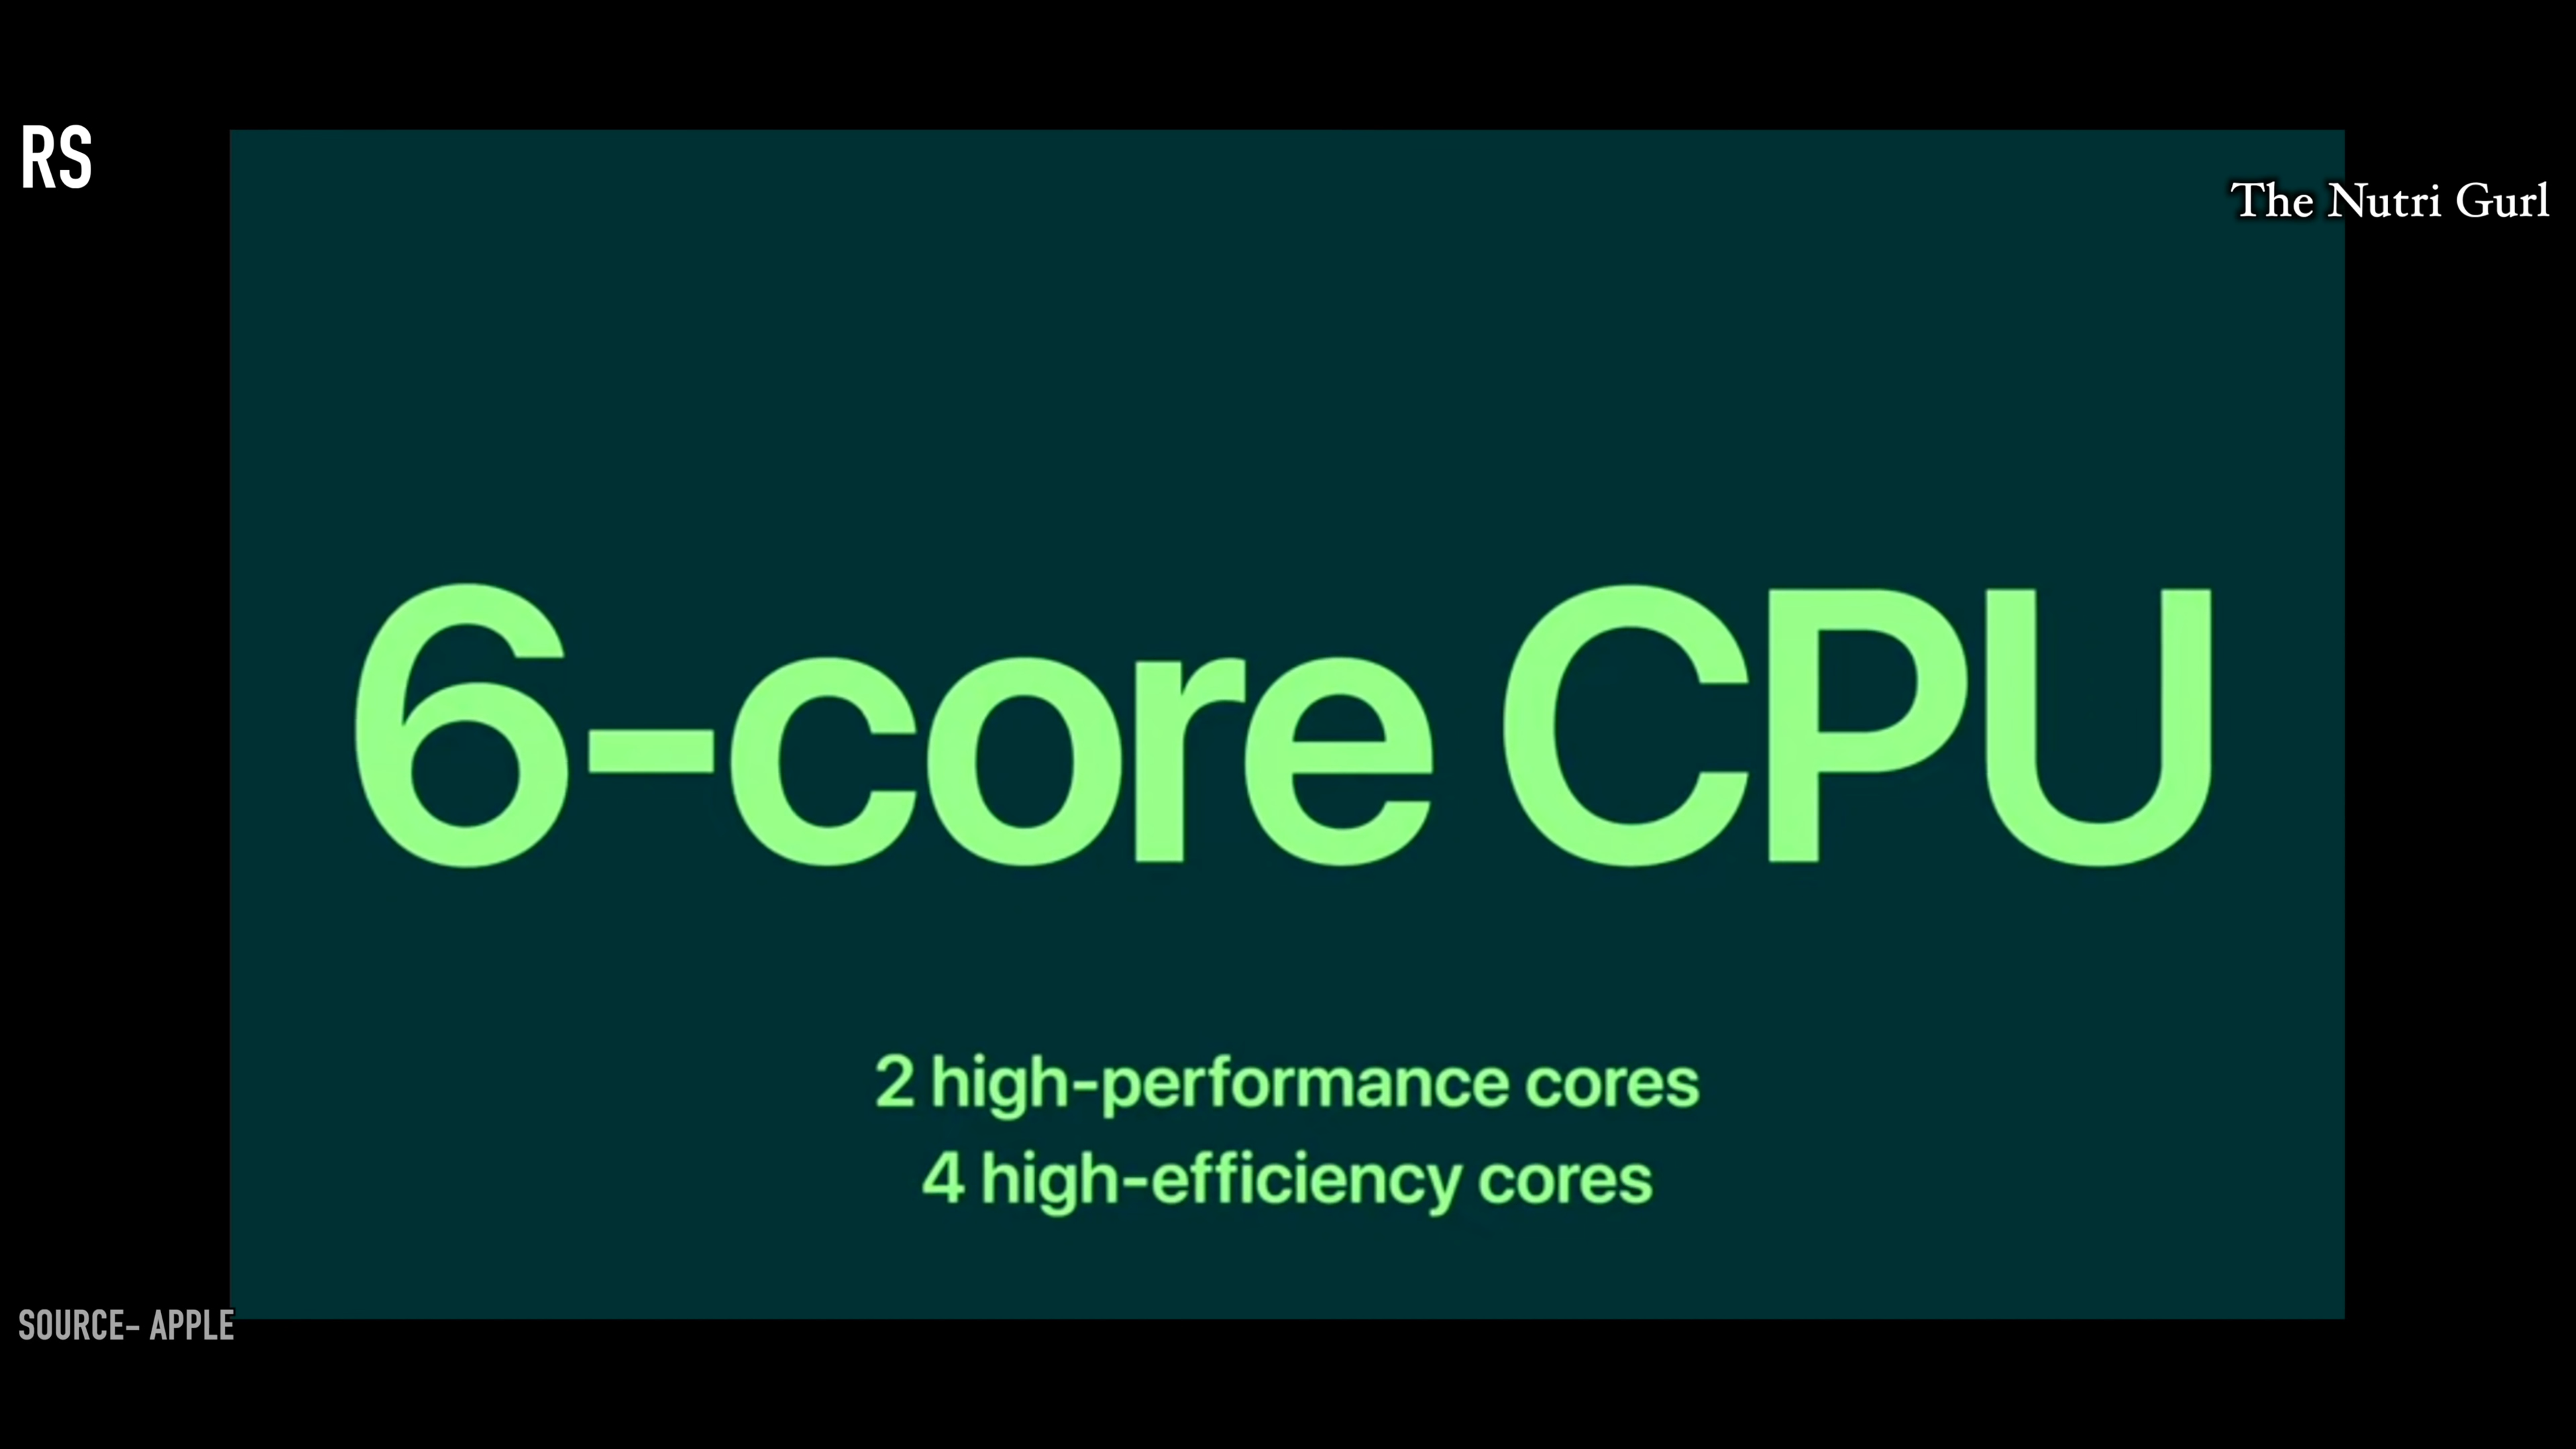 RS
The Nutri Gurl
6-core CPU
2 high-performance cores
4 high-efficiency cores
SOURCE- APPLE